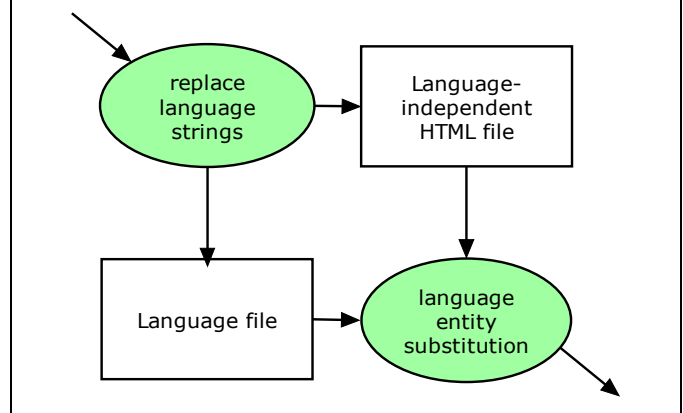 replace
language
strings
Language-
independent
HTML file
Language file
language
entity
substitution